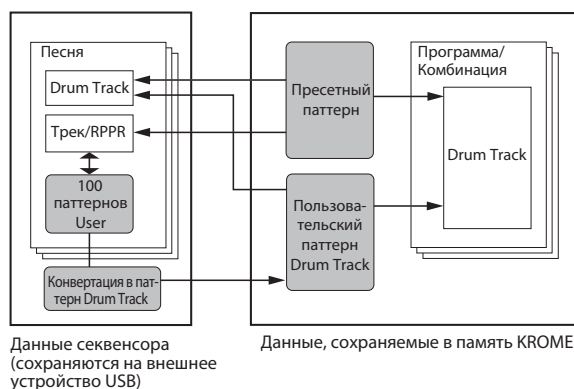 Песня
Drum Track
Трек/RPPR
100
паттернов
User
Конвертация в пат-
терн Drum Track
Пресетный
паттерн
Пользова-
тельский
паттерн
Drum Track
Программа/
Комбинация
Drum Track
Данные секвенсора
(сохраняются на внешнее
устройство USB)
Данные, сохраняемые в память KROME